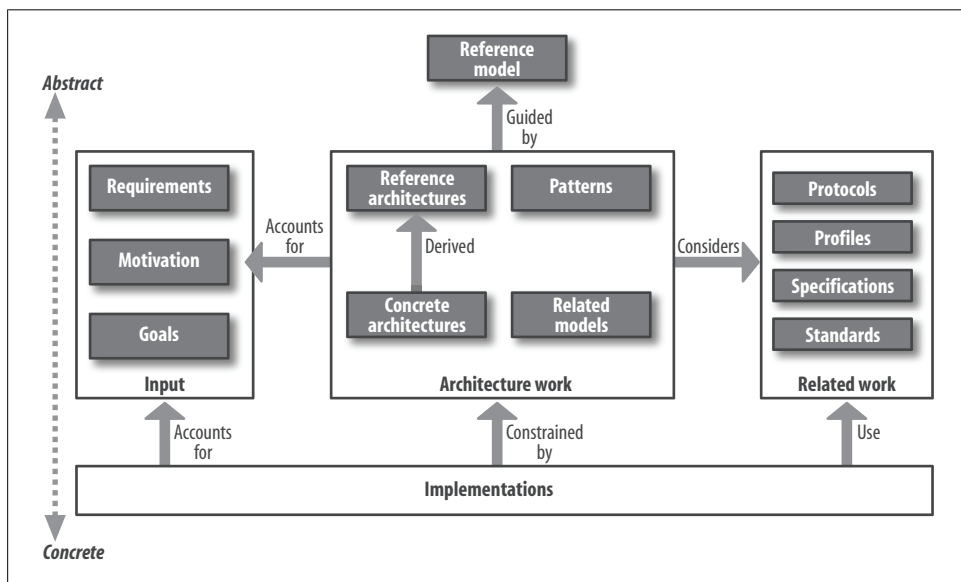 Reference
model
Abstract
Guided
by
Requirements
Motivation
Goals
Input
Accounts
for
Reference
architectures
Patterns
Derived
Concrete
architectures
Related
models
Architecture work
Considers
Protocols
Profiles
Specifications
Standards
Related work
Accounts
for
Constrained
by
Use
Implementations
Concrete